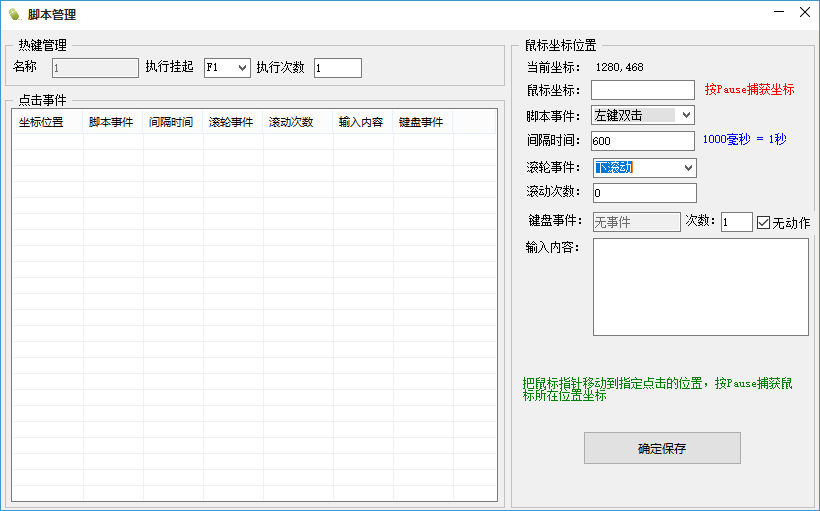 脚本管理
热键管理
名称 1 执行挂起 F1 执行次数 1
点击事件
坐标位置 脚本事件 间隔时间 滚轮事件 滚动次数 输入内容 键盘事件
鼠标坐标位置
当前坐标： 1280,468
鼠标坐标： 按Pause捕获坐标
脚本事件： 左键双击
间隔时间： 600 1000毫秒 = 1秒
滚轮事件： 下滚动
滚动次数： 0
键盘事件： 无事件 次数： 1 无动作
输入内容：
把鼠标指针移动到指定点击的位置，按Pause捕获鼠
标所在位置坐标
确定保存